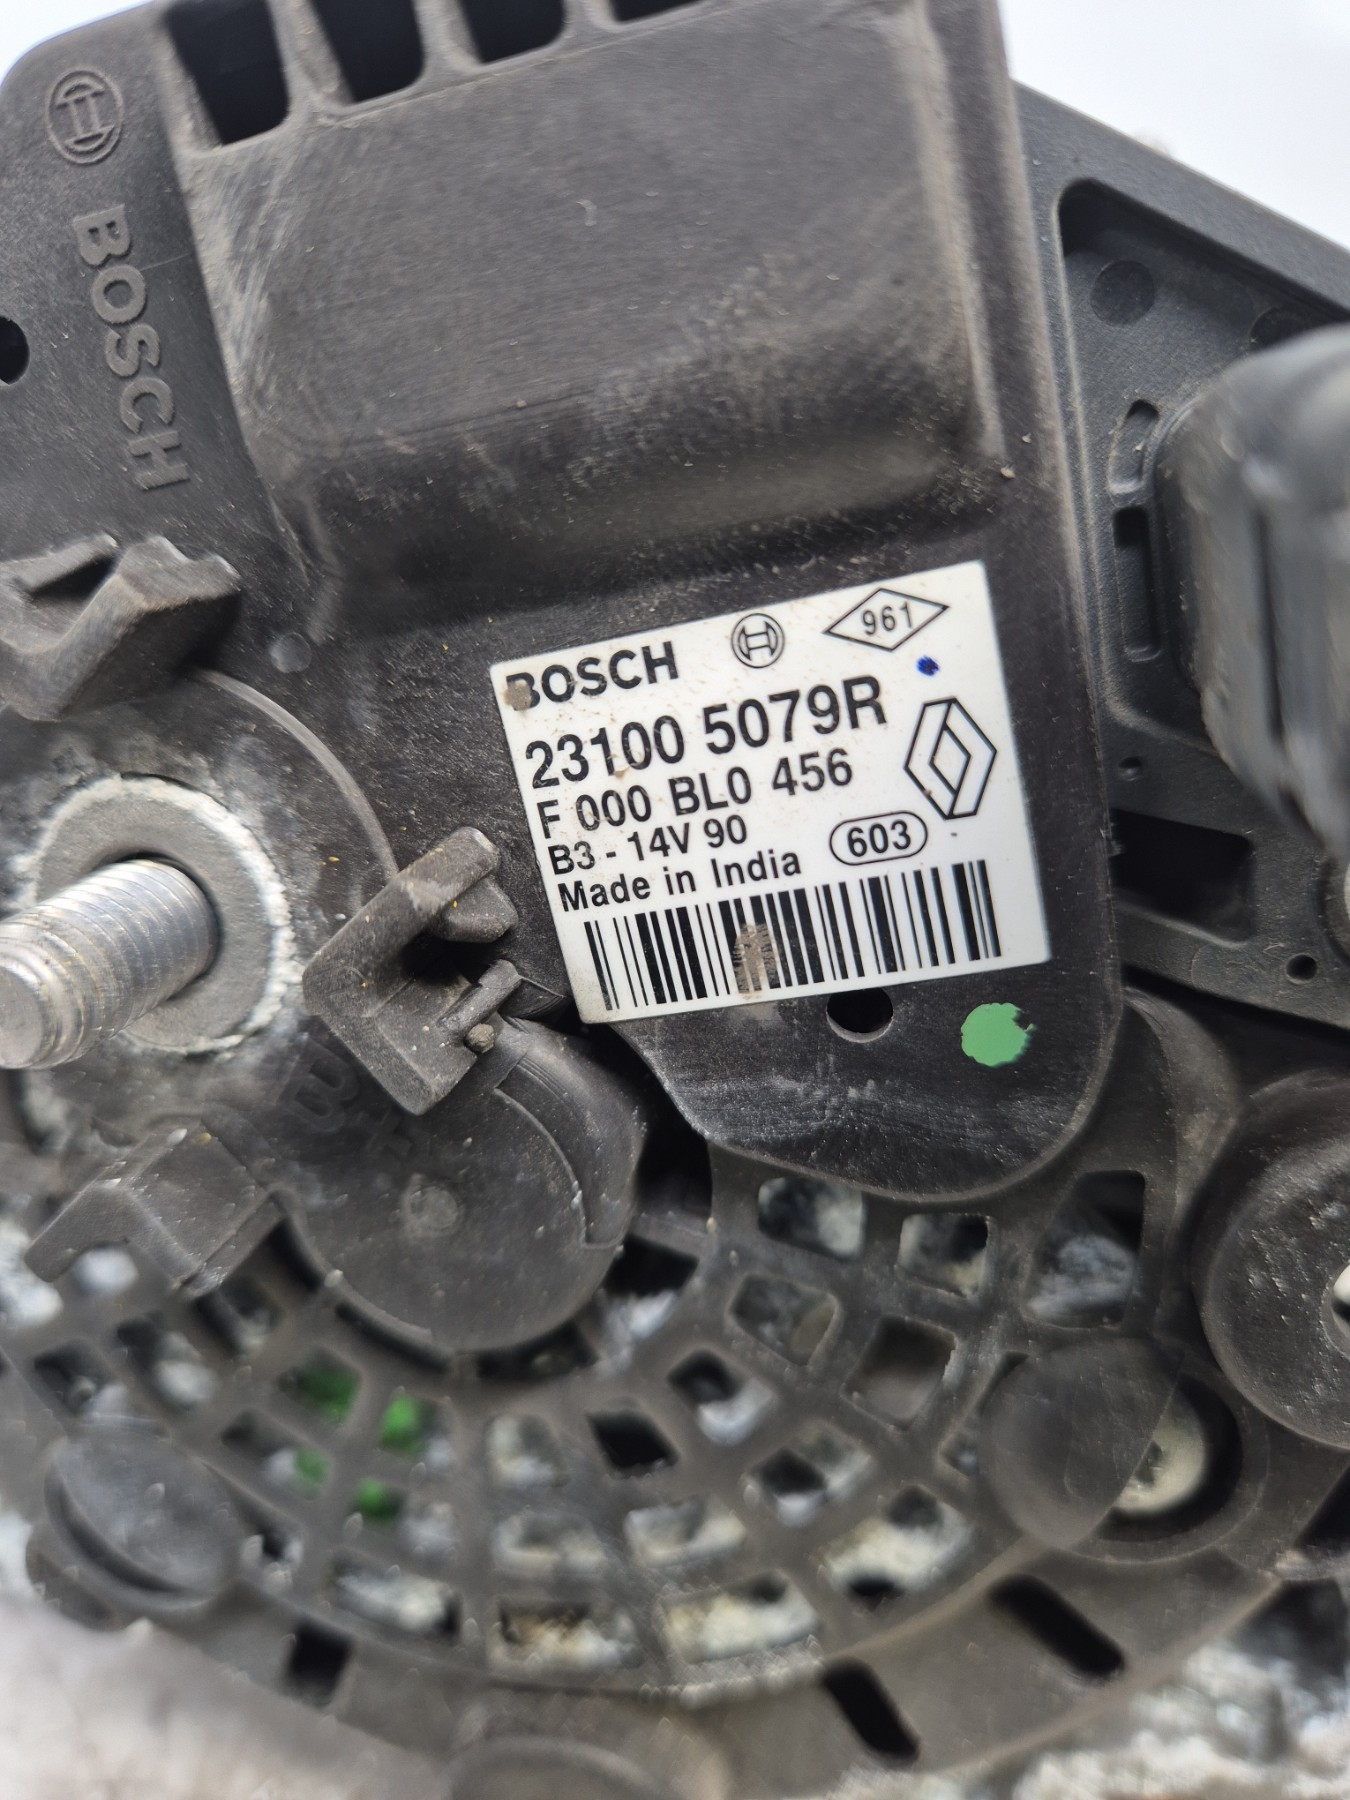 BOSCH
BOSCH 961
23100 5079R
F 000 BL0 456
B3 - 14V 90
Made in India 603
B+